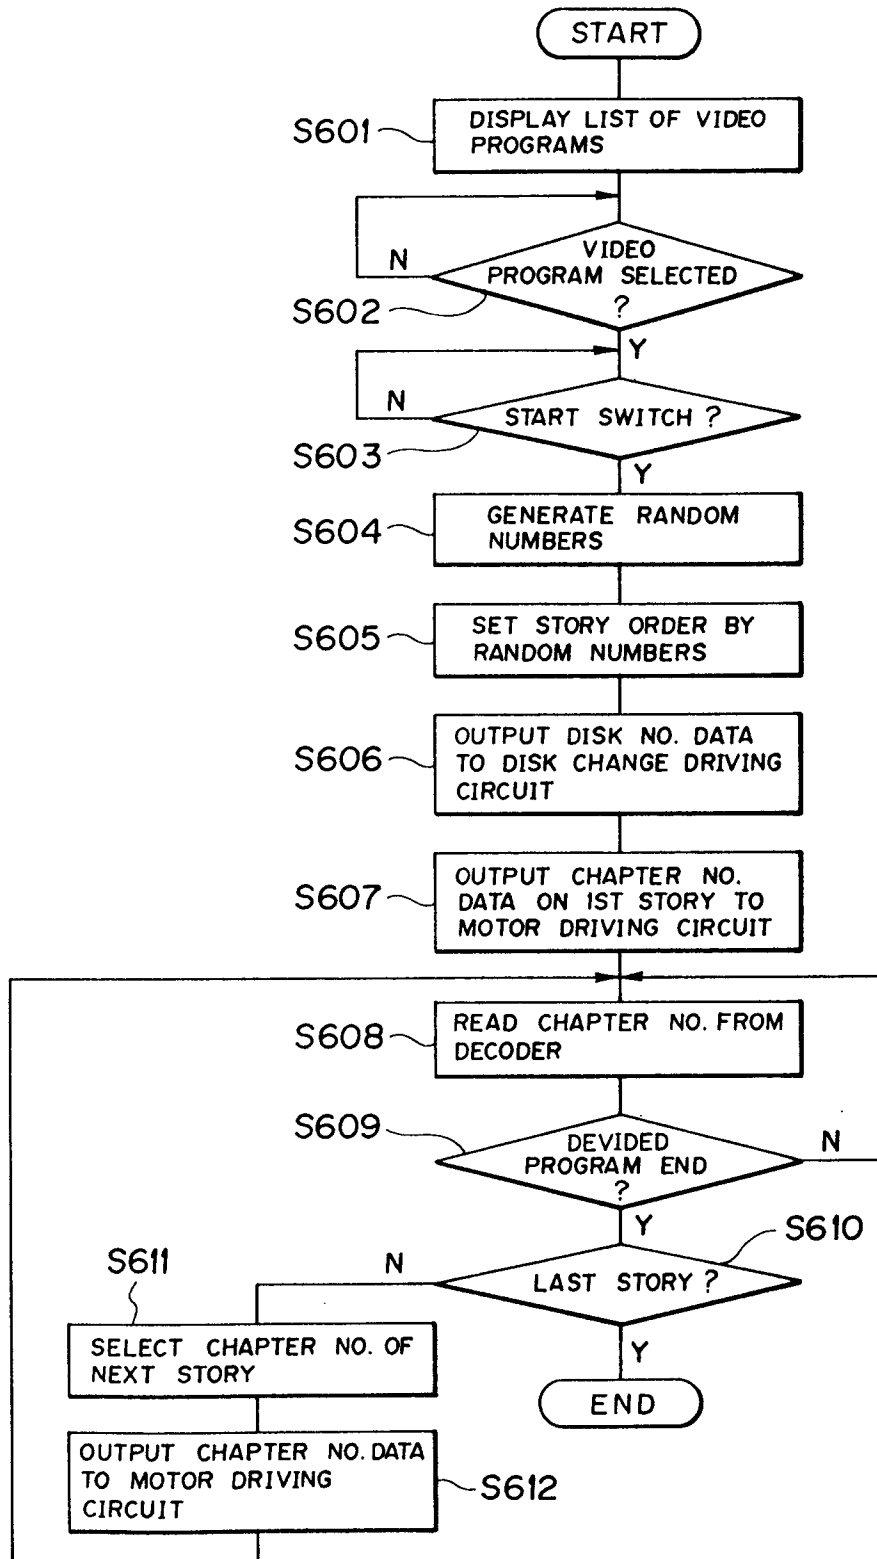 START
S601
DISPLAY LIST OF VIDEO
PROGRAMS
N
VIDEO
PROGRAM SELECTED
?
S602
Y
N
START SWITCH ?
S603
Y
S604
GENERATE RANDOM
NUMBERS
S605
SET STORY ORDER BY
RANDOM NUMBERS
S606
OUTPUT DISK NO. DATA
TO DISK CHANGE DRIVING
CIRCUIT
S607
OUTPUT CHAPTER NO.
DATA ON 1ST STORY TO
MOTOR DRIVING CIRCUIT
S608
READ CHAPTER NO. FROM
DECODER
S609
DEVIDED
PROGRAM END
?
N
Y
S610
LAST STORY ?
N
Y
S611
SELECT CHAPTER NO. OF
NEXT STORY
END
OUTPUT CHAPTER NO. DATA
TO MOTOR DRIVING
CIRCUIT
S612